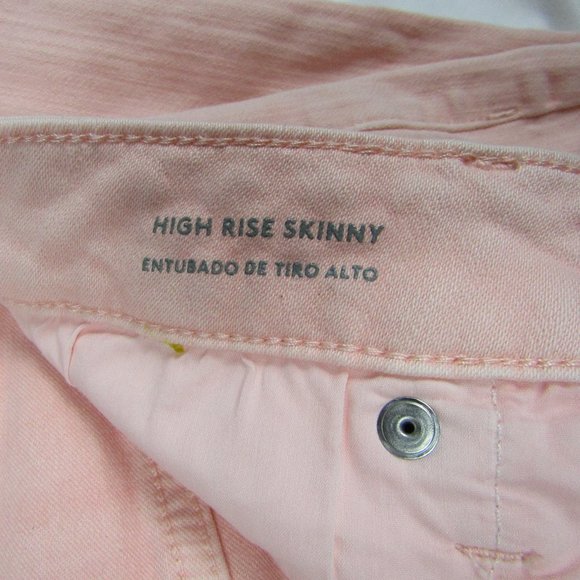 HIGH RISE SKINNY
ENTUBADO DE TIRO ALTO